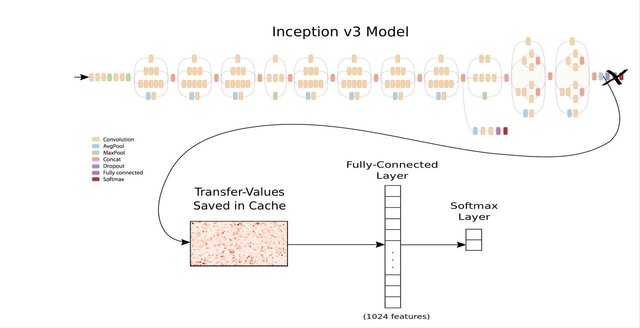 Inception v3 Model
Convolution
AvgPool
MaxPool
Concat
Dropout
Fully connected
Softmax
Transfer-Values
Saved in Cache
Fully-Connected
Layer
Softmax
Layer
(1024 features)